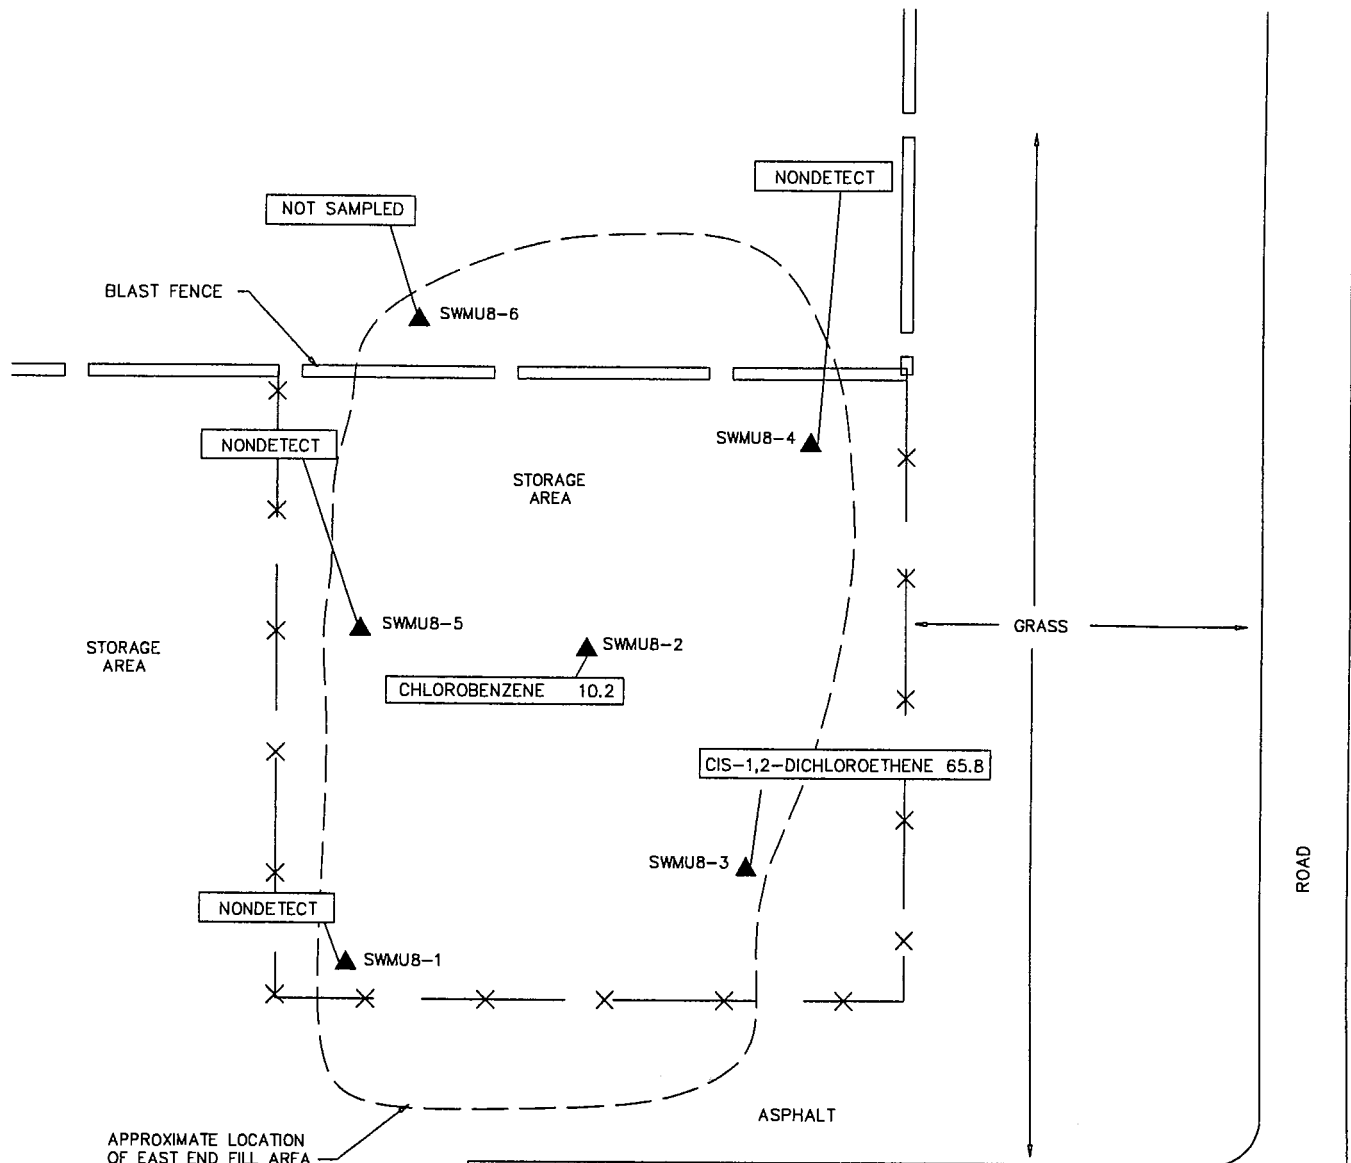 NONDETECT
NOT SAMPLED
BLAST FENCE
SWMU8-6
SWMU8-4
NONDETECT
STORAGE
AREA
SWMU8-5
GRASS
SWMU8-2
STORAGE
AREA
CHLOROBENZENE 10.2
CIS-1,2-DICHLOROETHENE 65.8
SWMU8-3
ROAD
NONDETECT
SWMU8-1
ASPHALT
APPROXIMATE LOCATION
OF EAST END FILL AREA